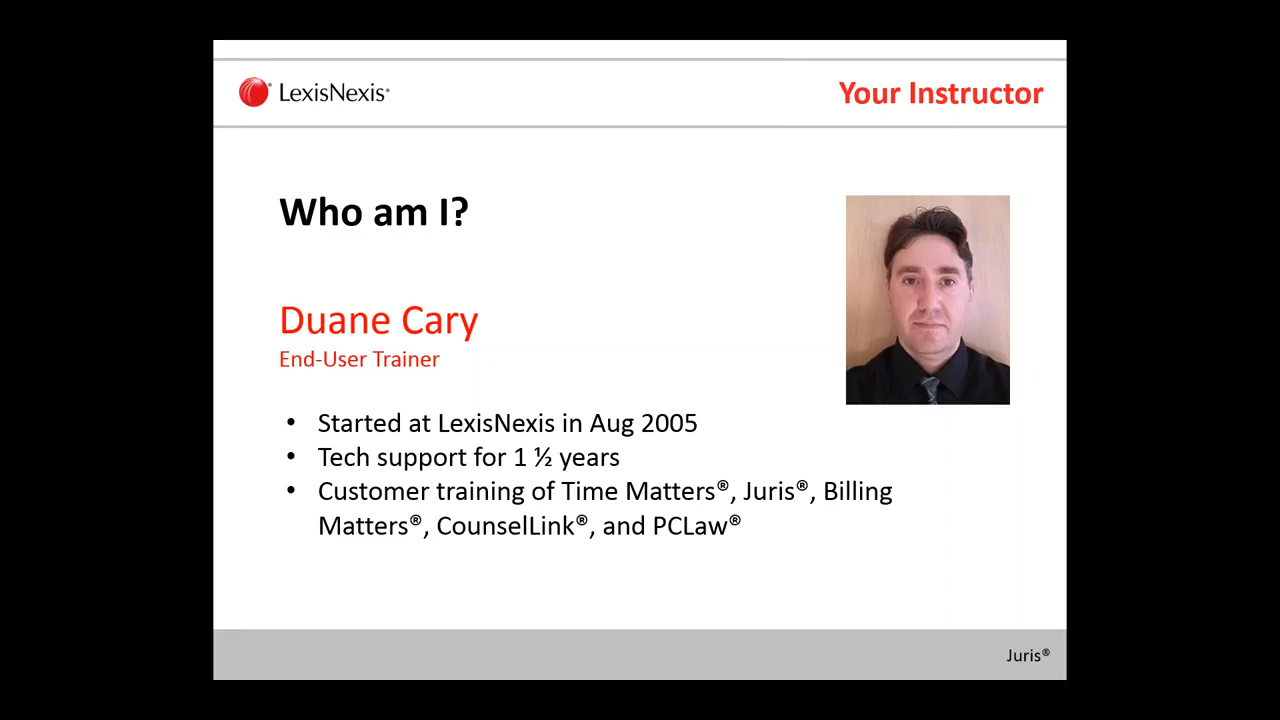 LexisNexis®
Your Instructor
Who am I?
Duane Cary
End-User Trainer
• Started at LexisNexis in Aug 2005
• Tech support for 1 ½ years
• Customer training of Time Matters®, Juris®, Billing
Matters®, CounselLink®, and PCLaw®
Juris®